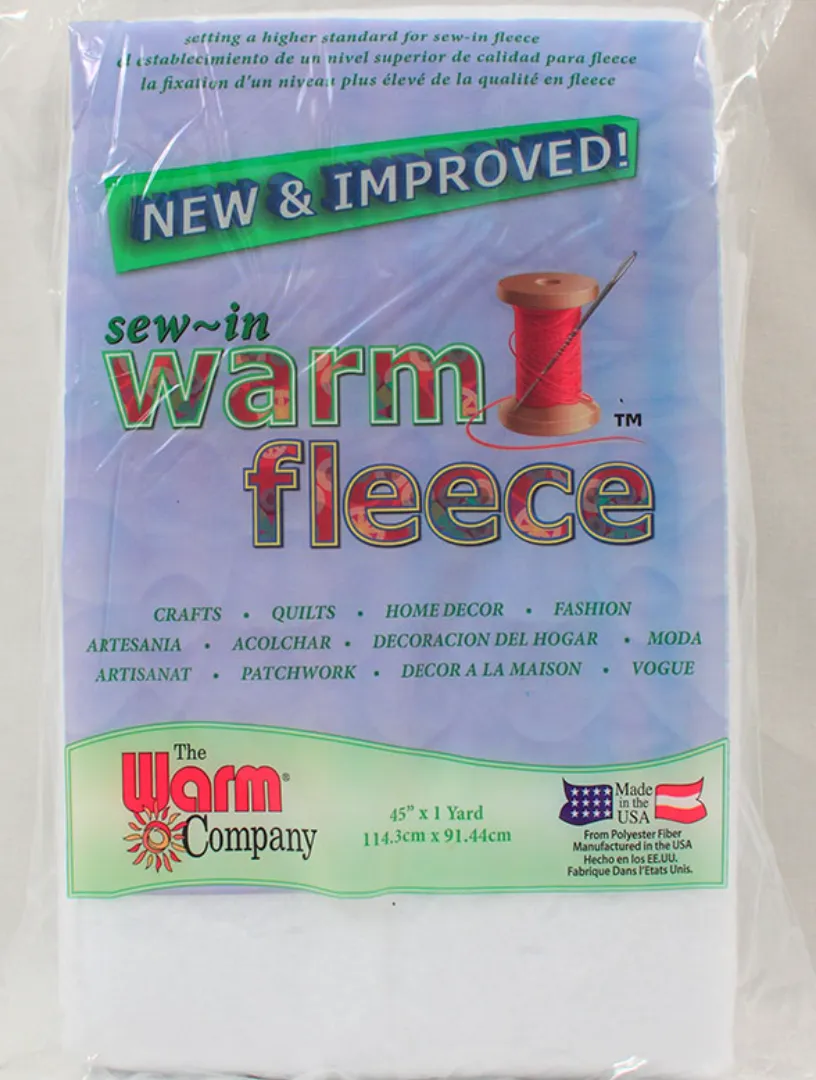 setting a higher standard for sew-in fleece
el establecimiento de un nivel superior de calidad para fleece
la fixation d'un niveau plus élevé de la qualité en fleece
NEW & IMPROVED!
sew~in
warm
™
fleece
CRAFTS • QUILTS • HOME DECOR • FASHION
ARTESANIA • ACOLCHAR • DECORACION DEL HOGAR • MODA
ARTISANAT • PATCHWORK • DECOR A LA MAISON • VOGUE
The
Warm®
Company
45" x 1 Yard
114.3cm x 91.44cm
Made
in the
USA
From Polyester Fiber
Manufactured in the USA
Hecho en los EE.UU.
Fabrique Dans l'Etats Unis.